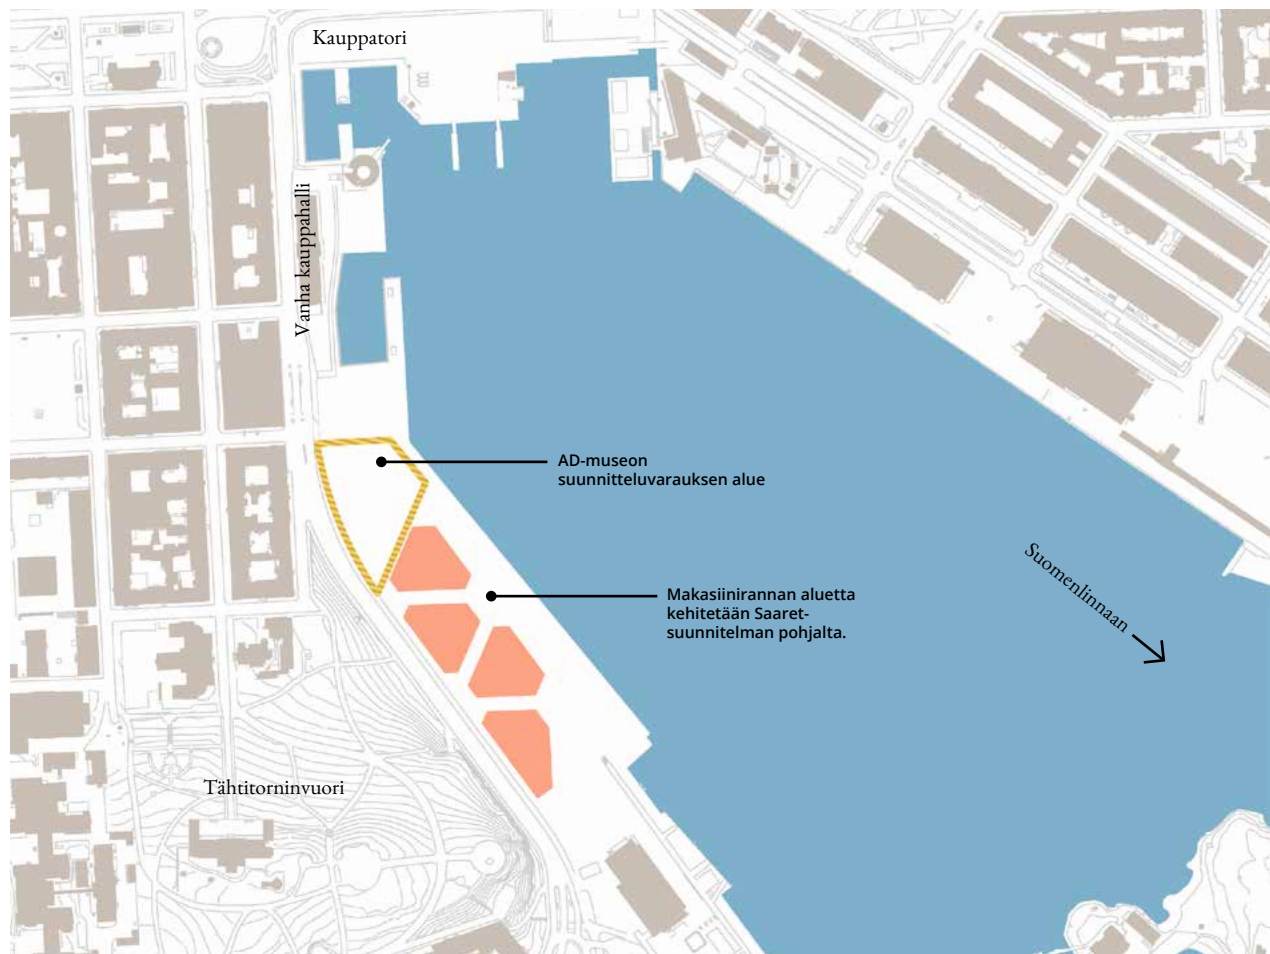 Kauppatori
Vanha kauppahalli
AD-museon
suunnitteluvarauksen alue
Suomenlinnaan
Makasiinirannan aluetta
kehitetään Saaret-
suunnitelman pohjalta.
Tähtitorninvuori